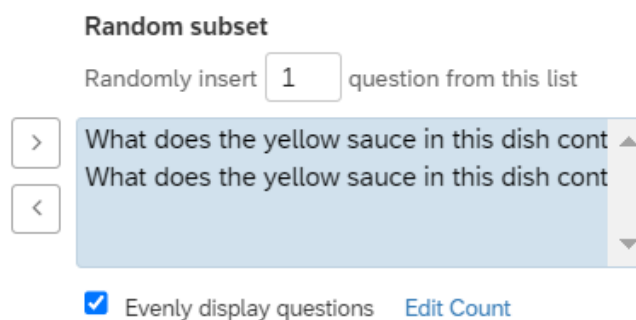 Random subset
Randomly insert 1 question from this list
What does the yellow sauce in this dish cont
What does the yellow sauce in this dish cont
Evenly display questions Edit Count